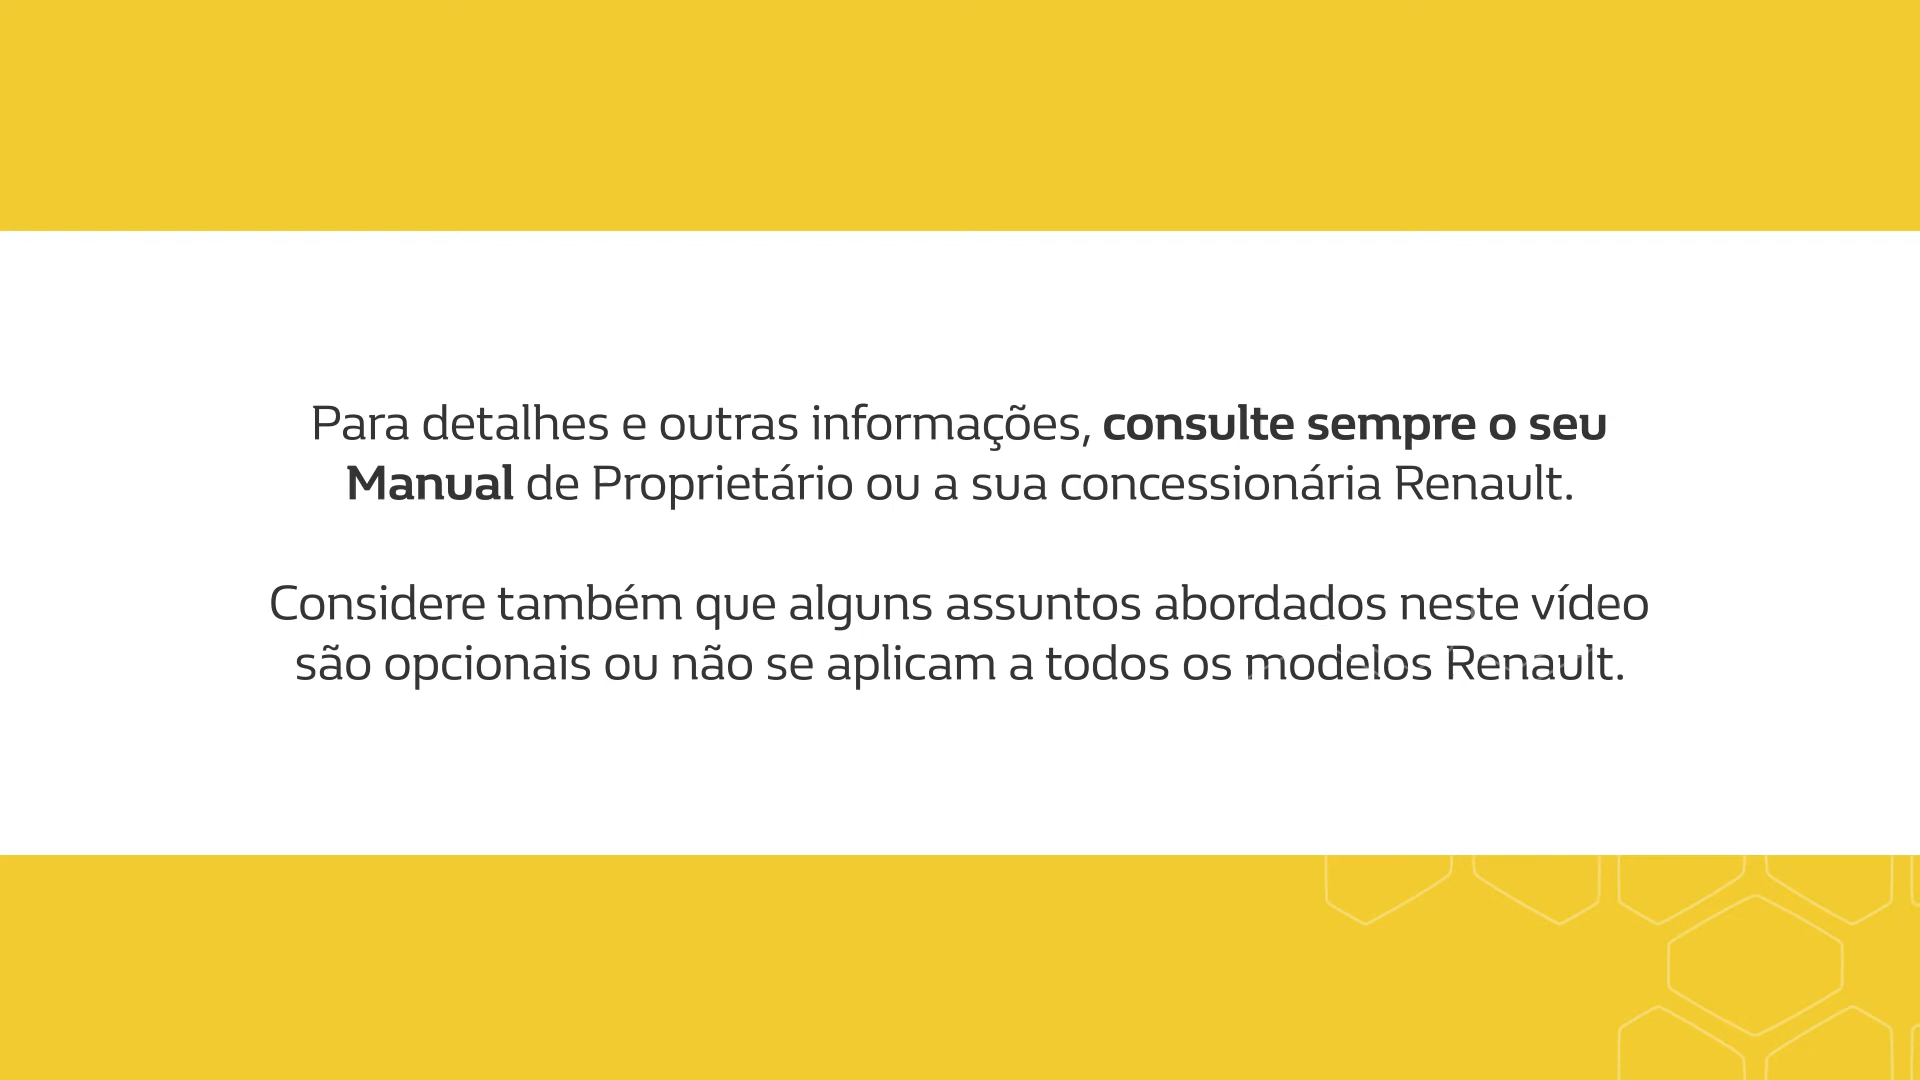 Para detalhes e outras informações, consulte sempre o seu
Manual de Proprietário ou a sua concessionária Renault.
Considere também que alguns assuntos abordados neste vídeo
são opcionais ou não se aplicam a todos os modelos Renault.